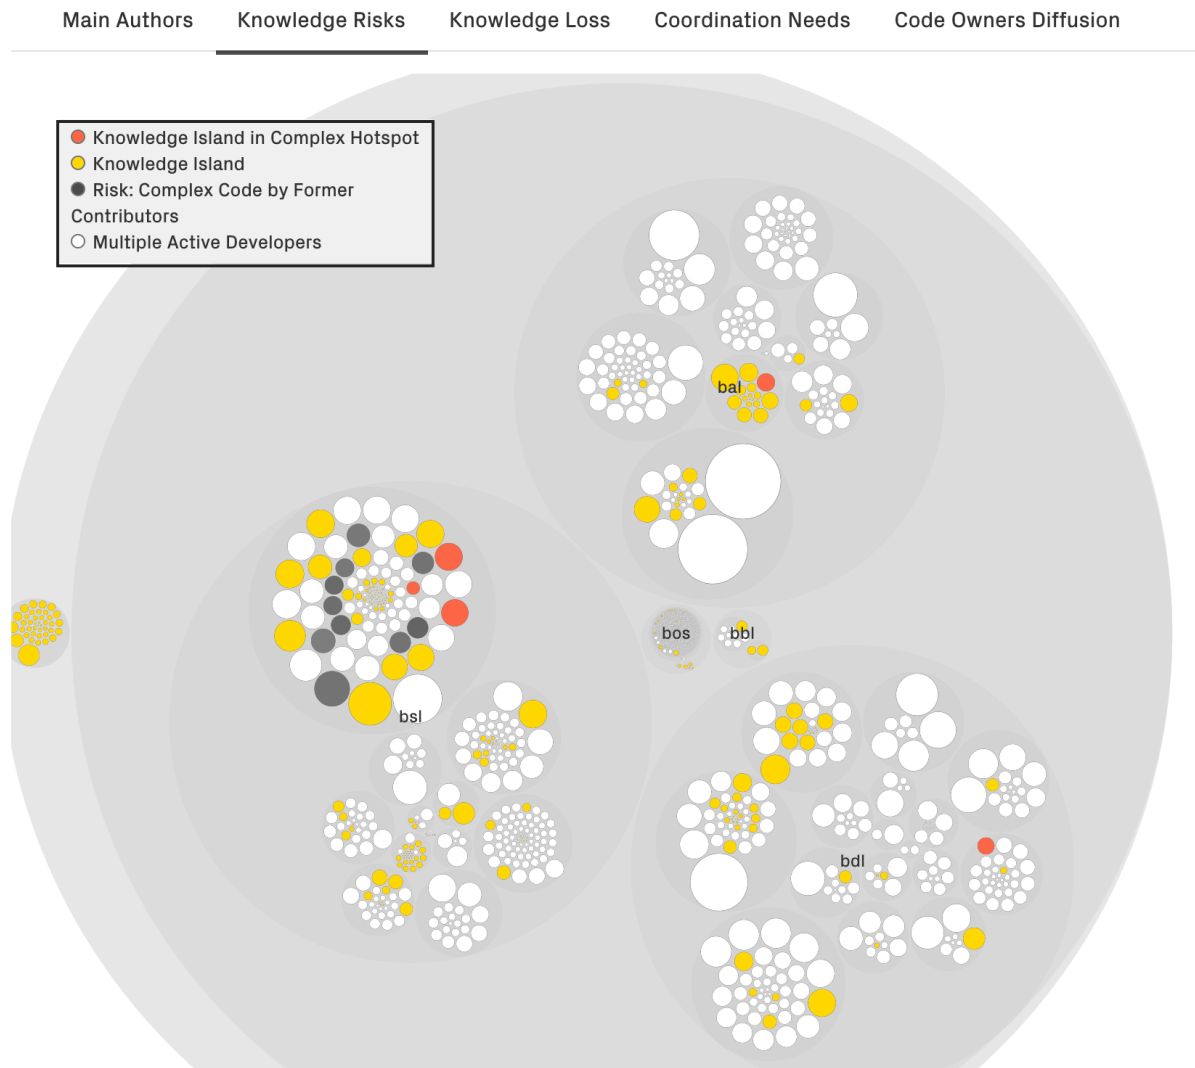 Main Authors Knowledge Risks Knowledge Loss Coordination Needs Code Owners Diffusion
Knowledge Island in Complex Hotspot
Knowledge Island
Risk: Complex Code by Former
Contributors
Multiple Active Developers
bal
bos
bbl
bsl
bdl